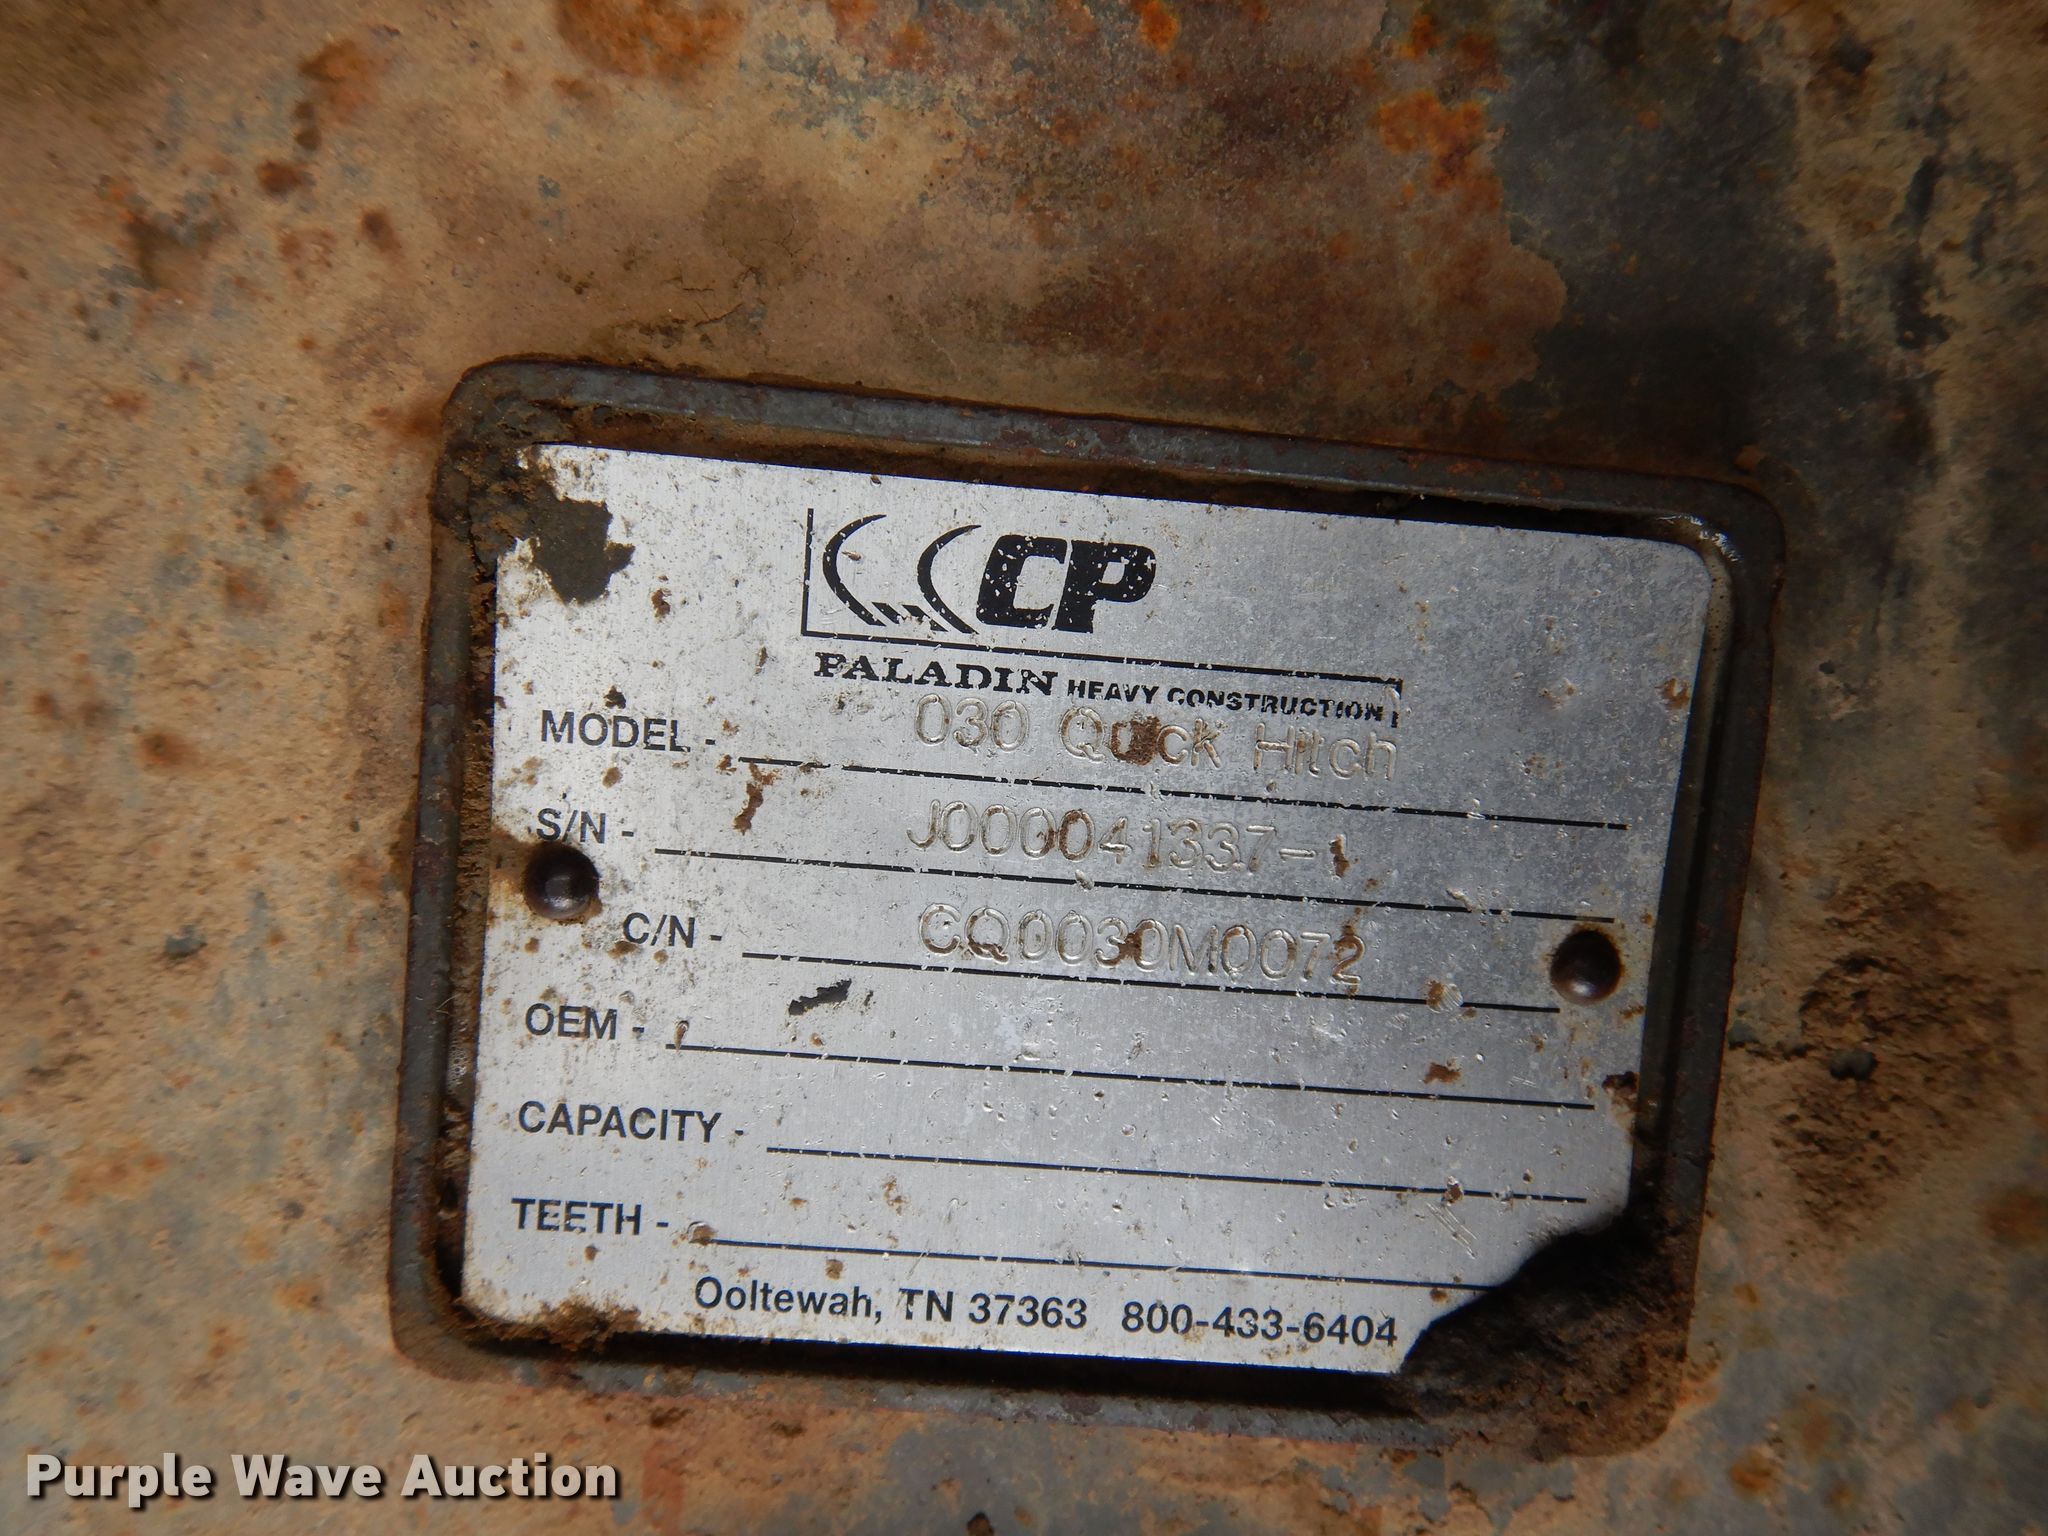 CP
PALADIN HEAVY CONSTRUCTION
MODEL - 030 Quick Hitch
S/N - J000041337-1
C/N - CQ0030M0072
OEM -
CAPACITY -
TEETH -
Ooltewah, TN 37363 800-433-6404
Purple Wave Auction